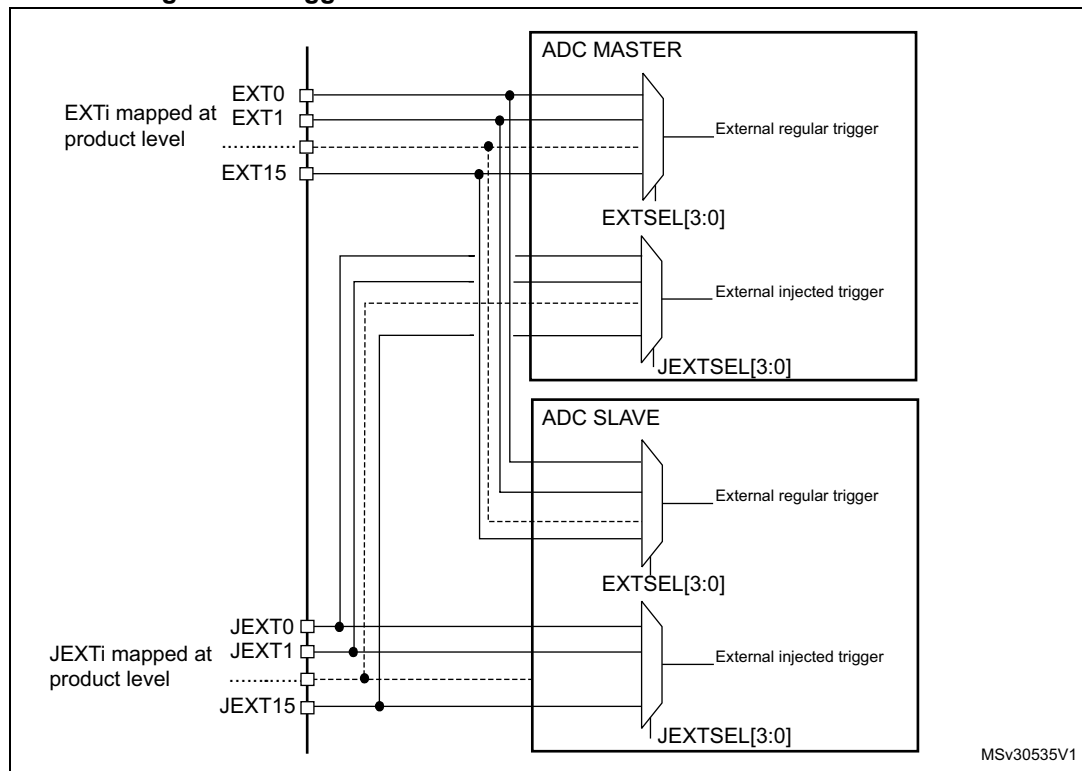 ADC MASTER
EXT0
EXTi mapped at
product level
EXT1
............
EXT15
External regular trigger
EXTSEL[3:0]
External injected trigger
JEXTSEL[3:0]
ADC SLAVE
External regular trigger
EXTSEL[3:0]
JEXT0
JEXTi mapped at
product level
JEXT1
............
JEXT15
External injected trigger
JEXTSEL[3:0]
MSv30535V1